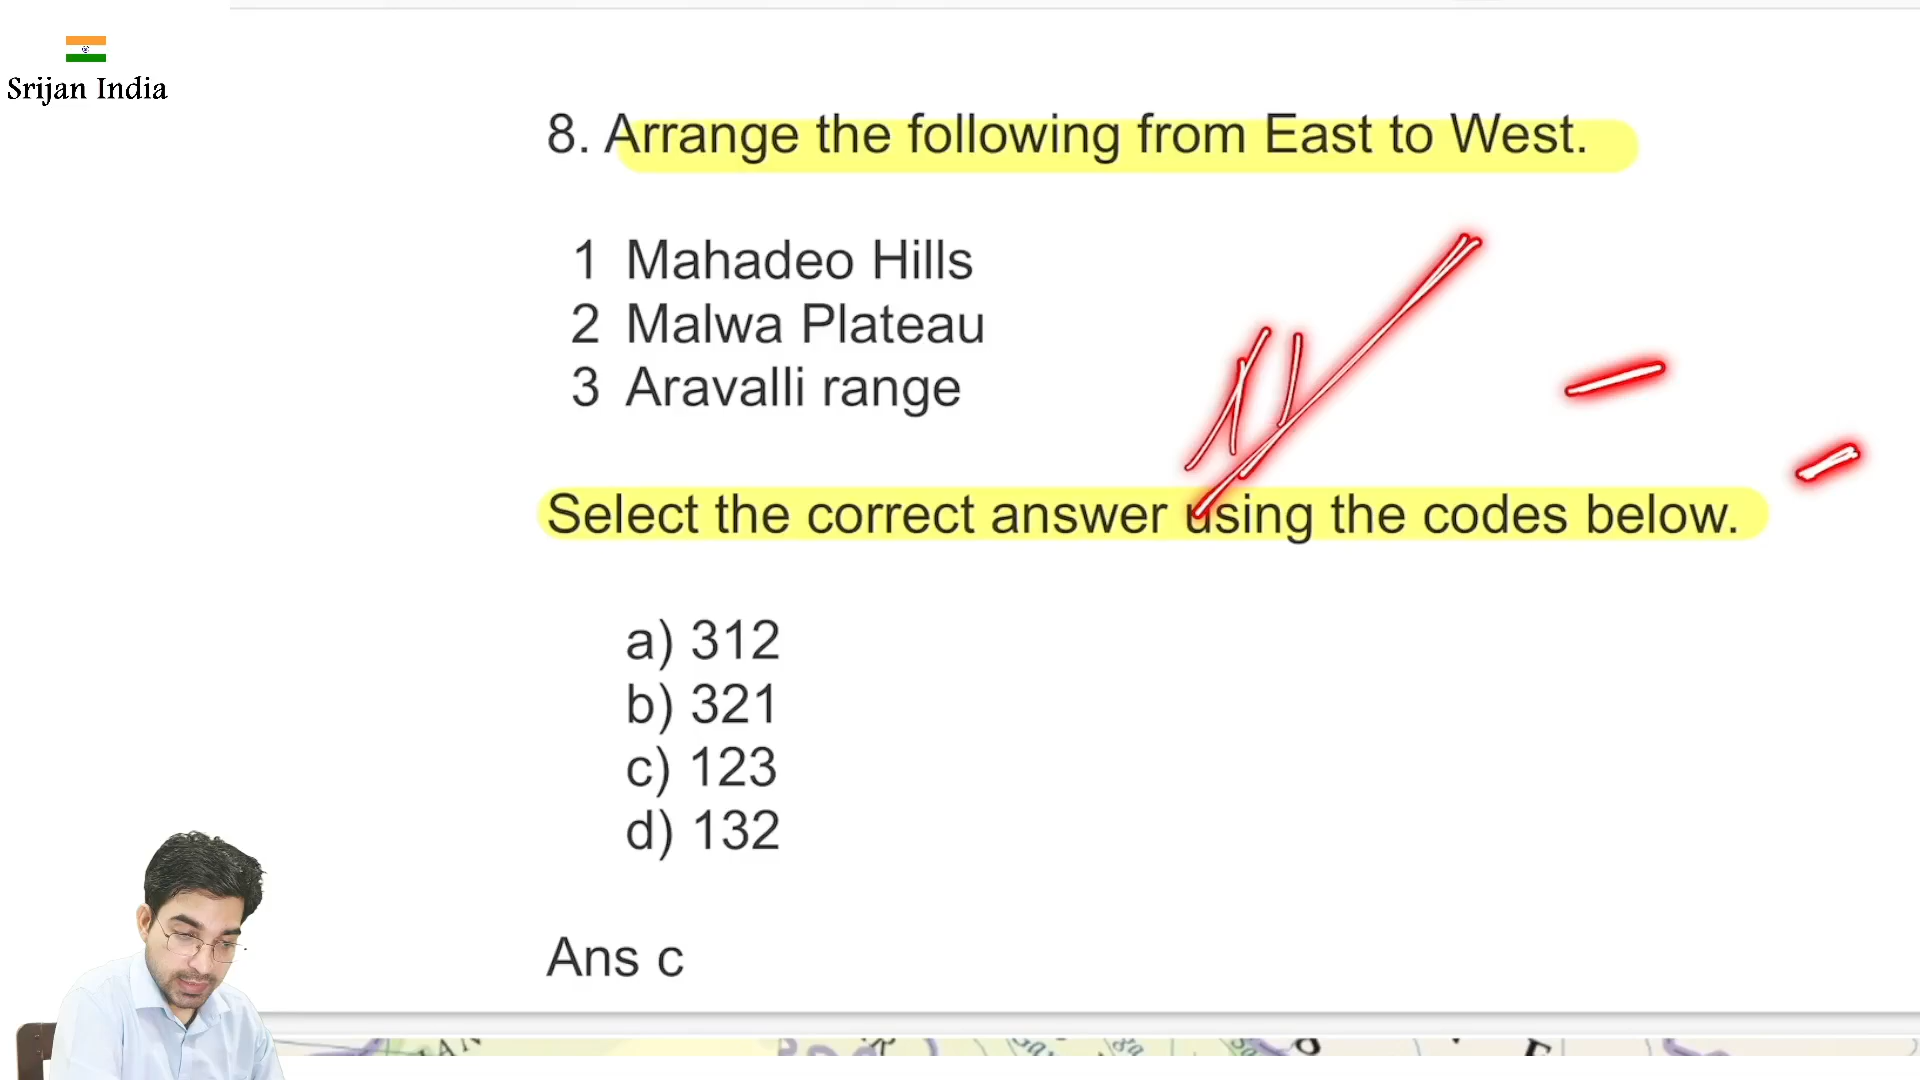 Srijan India
8. Arrange the following from East to West.
1 Mahadeo Hills
2 Malwa Plateau
3 Aravalli range
Select the correct answer using the codes below.
a) 312
b) 321
c) 123
d) 132
Ans c